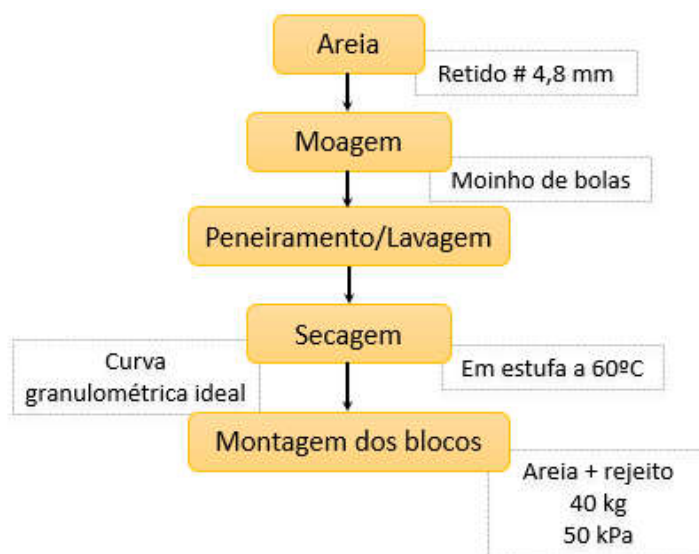 Areia
Retido # 4,8 mm
Moagem
Moinho de bolas
Peneiramento/Lavagem
Secagem
Curva
granulométrica ideal
Em estufa a 60ºC
Montagem dos blocos
Areia + rejeito
40 kg
50 kPa